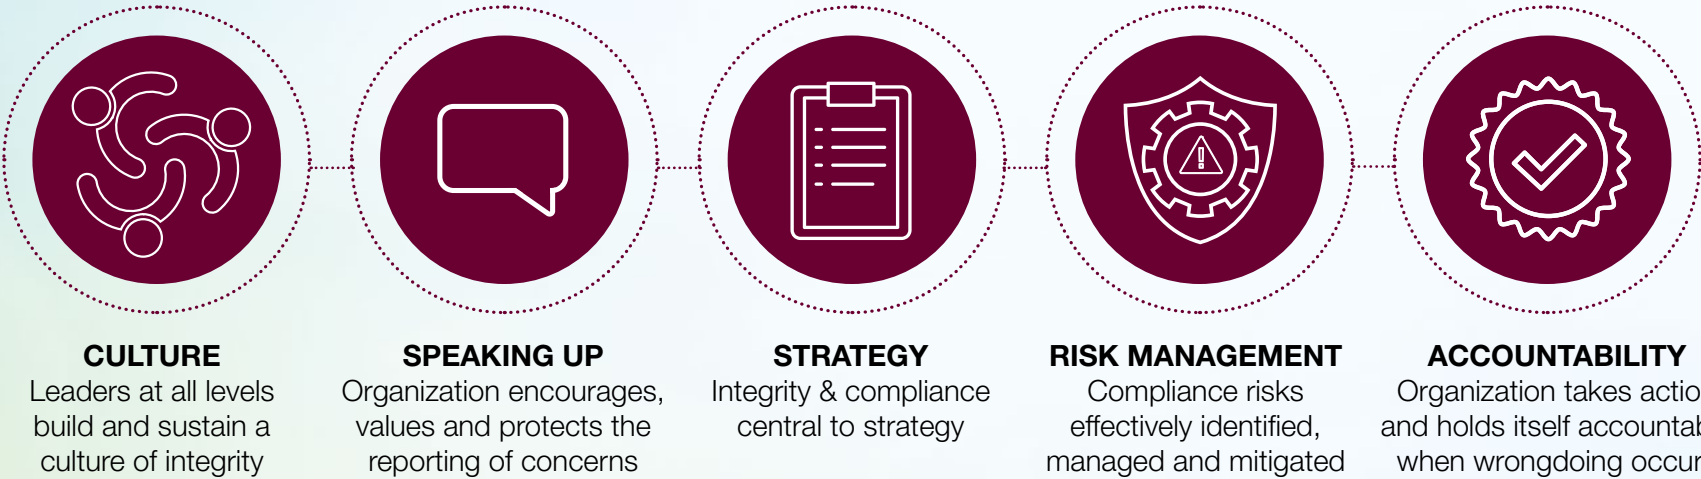 CULTURE
Leaders at all levels
build and sustain a
culture of integrity
SPEAKING UP
Organization encourages,
values and protects the
reporting of concerns
STRATEGY
Integrity & compliance
central to strategy
RISK MANAGEMENT
Compliance risks
effectively identified,
managed and mitigated
ACCOUNTABILITY
Organization takes
and holds itself
when wrongdoing